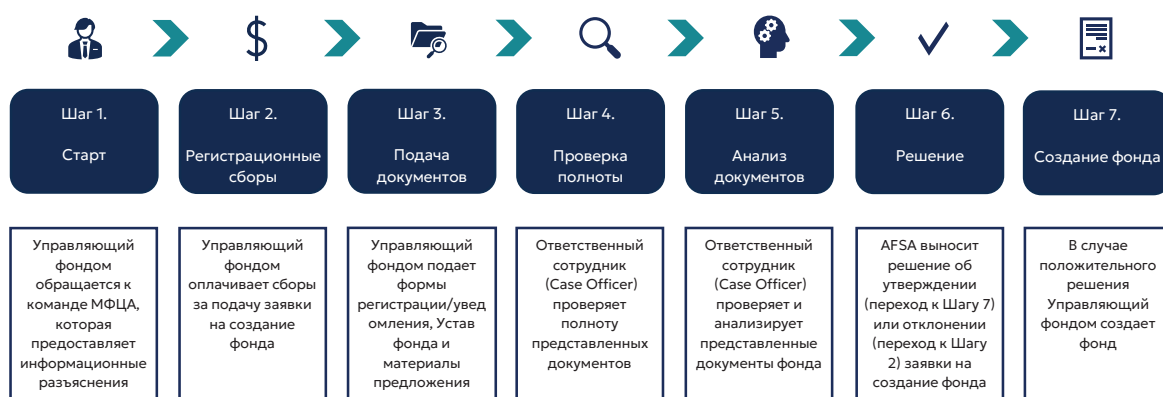 Шаг 1.
Старт
Шаг 2.
Регистрационные
сборы
Шаг 3.
Подача
документов
Шаг 4.
Проверка
полноты
Шаг 5.
Анализ
документов
Шаг 6.
Решение
Шаг 7.
Создание фонда
Управляющий
фондом
обращается к
команде МФЦА,
которая
предоставляет
информационные
разъяснения
Управляющий
фондом
оплачивает сборы
за подачу заявки
на создание
фонда
Управляющий
фондом подает
формы
регистрации/увед
омления, Устав
фонда и
материалы
предложения
Ответственный
сотрудник
(Case Officer)
проверяет
полноту
представленных
документов
Ответственный
сотрудник
(Case Officer)
проверяет и
анализирует
представленные
документы фонда
AFSA выносит
решение об
утверждении
(переход к Шагу 7)
или отклонении
(переход к Шагу
2) заявки на
создание фонда
В случае
положительного
решения
Управляющий
фондом создает
фонд